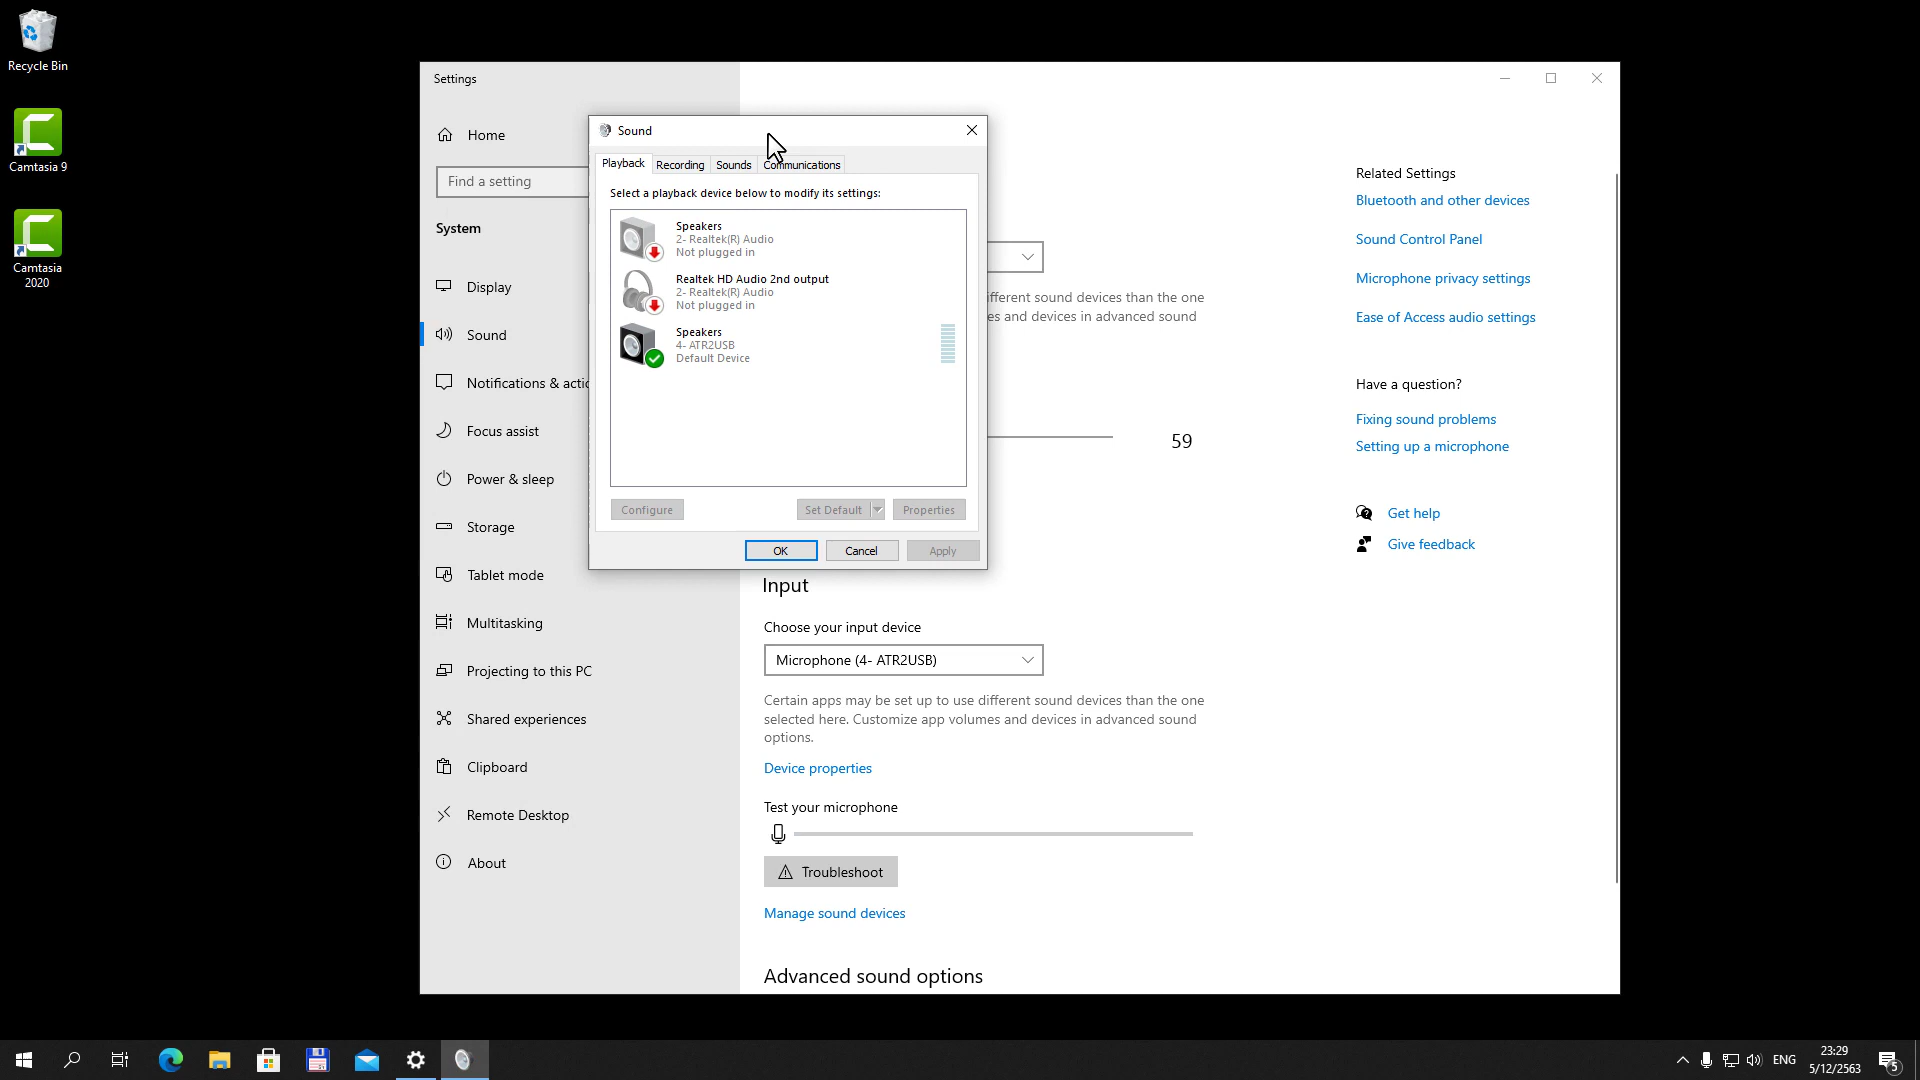 Recycle Bin
Camtasia 9
Camtasia
2020
Settings
Home
Find a setting
System
Display
Sound
Notifications & actio
Focus assist
Power & sleep
Storage
Tablet mode
Multitasking
Projecting to this PC
Shared experiences
Clipboard
Remote Desktop
About
Sound
Playback
Recording
Sounds
Communications
Select a playback device below to modify its settings:
Speakers
2- Realtek(R) Audio
Not plugged in
Realtek HD Audio 2nd output
2- Realtek(R) Audio
Not plugged in
Speakers
4- ATR2USB
Default Device
Configure
Set Default
Properties
OK
Cancel
Apply
ifferent sound devices than the one
es and devices in advanced sound
59
Input
Choose your input device
Microphone (4- ATR2USB)
Certain apps may be set up to use different sound devices than the one
selected here. Customize app volumes and devices in advanced sound
options.
Device properties
Test your microphone
Troubleshoot
Manage sound devices
Advanced sound options
Related Settings
Bluetooth and other devices
Sound Control Panel
Microphone privacy settings
Ease of Access audio settings
Have a question?
Fixing sound problems
Setting up a microphone
Get help
Give feedback
ENG
23:29
5/12/2563
5